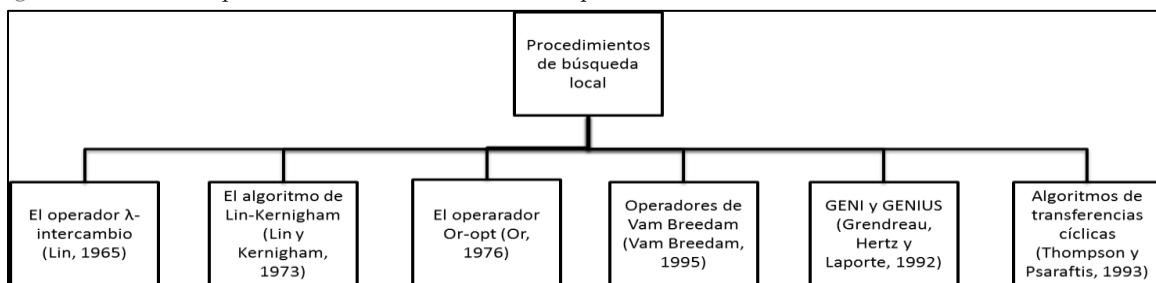 Procedimientos
de búsqueda
local
El operador λ-
intercambio
(Lin, 1965)
El algoritmo de
Lin-Kernigham
(Lin y
Kernigham,
1973)
El operarador
Or-opt (Or,
1976)
Operadores de
Vam Breedam
(Vam Breedam,
1995)
GENI y GENIUS
(Grendreau,
Hertz y
Laporte, 1992)
Algoritmos de
transferencias
cíclicas
(Thompson y
Psaraftis, 1993)